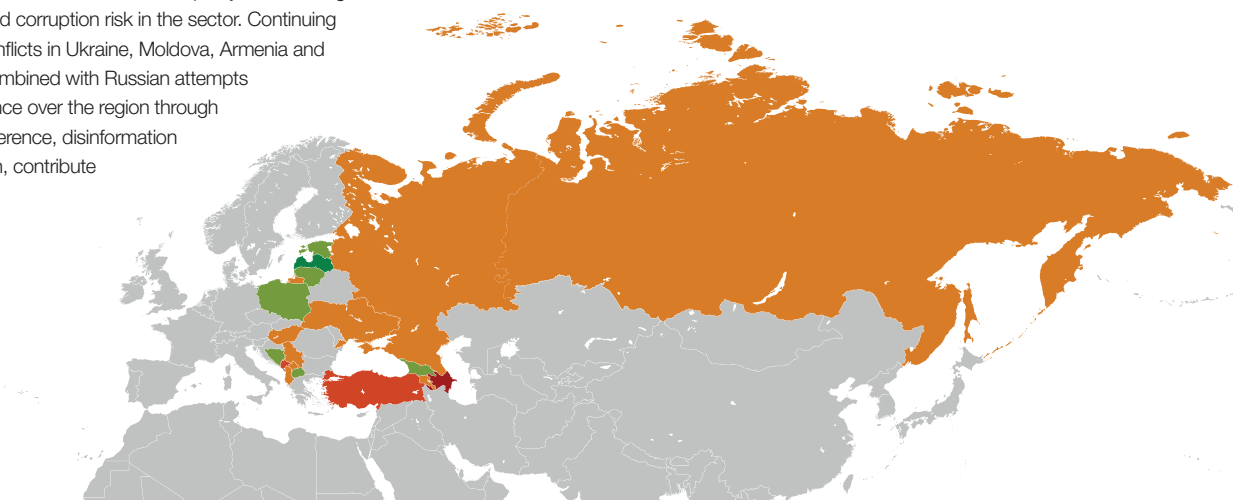 d corruption risk in the sector. Continuing
nflicts in Ukraine, Moldova, Armenia and
mbined with Russian attempts
nce over the region through
erence, disinformation
n, contribute